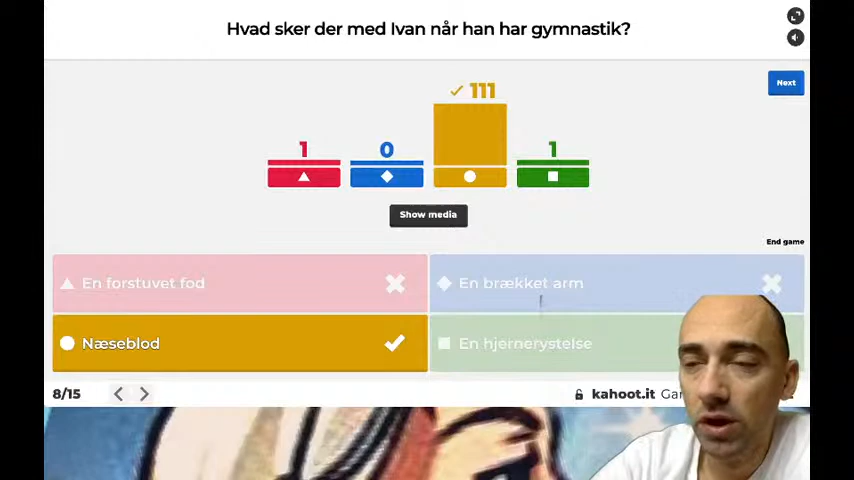 Hvad sker der med Ivan når han har gymnastik?
Next
1
0
111
1
Show media
End game
En forstuvet fod
En brækket arm
Næseblod
En hjernerystelse
8/15
kahoot.it